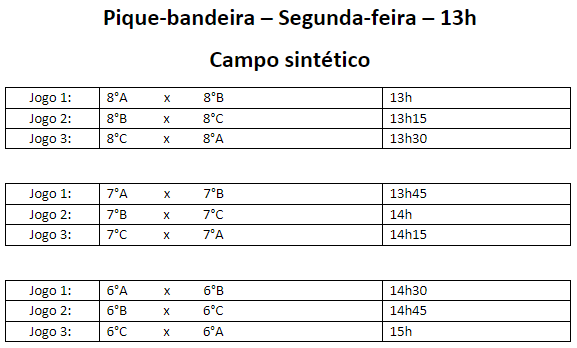 Pique-bandeira – Segunda-feira – 13h
Campo sintético
Jogo 1: 8°A x 8°B 13h
Jogo 2: 8°B x 8°C 13h15
Jogo 3: 8°C x 8°A 13h30
Jogo 1: 7°A x 7°B 13h45
Jogo 2: 7°B x 7°C 14h
Jogo 3: 7°C x 7°A 14h15
Jogo 1: 6°A x 6°B 14h30
Jogo 2: 6°B x 6°C 14h45
Jogo 3: 6°C x 6°A 15h